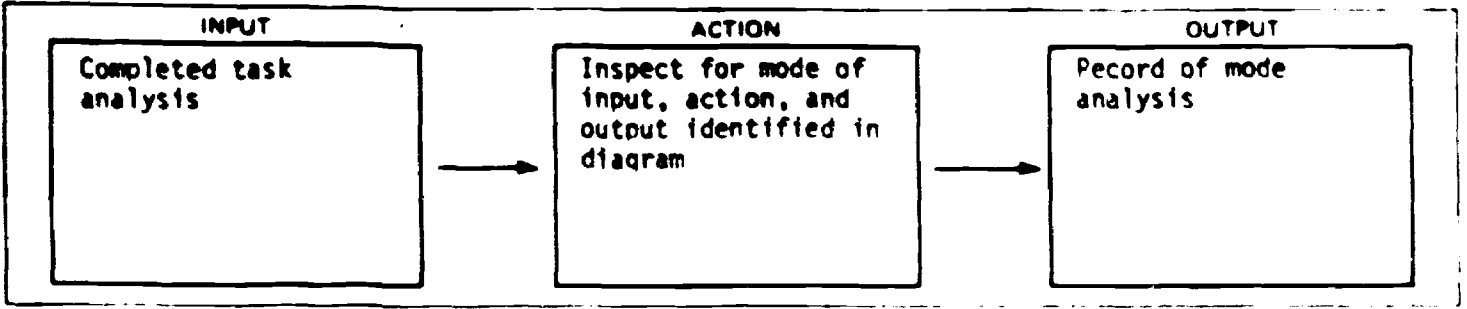 INPUT
Completed task
analysis
ACTION
Inspect for mode of
input, action, and
output identified in
diagram
OUTPUT
Record of mode
analysis